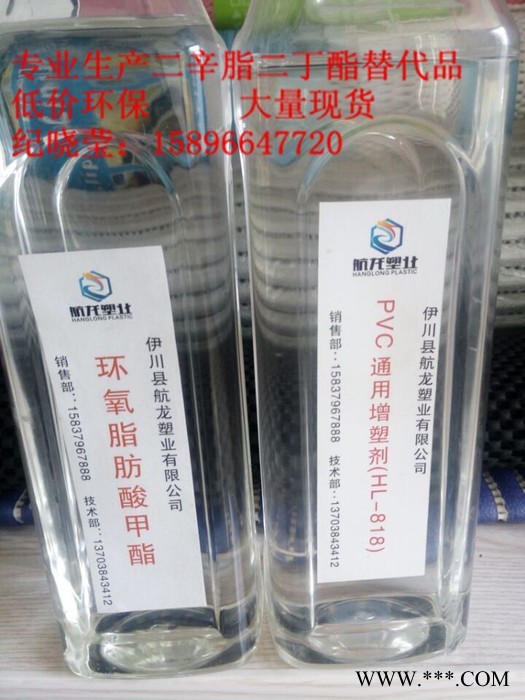 专业生产二辛脂二丁酯替代品
低价环保 大量现货
纪晓莹：15896647720
航龙塑业
HANGLONG PLASTIC
伊川县航龙塑业有限公司
环氧脂肪酸甲酯
销售部：15837967888 技术部：13703843412
航龙塑业
HANGLONG PLASTIC
伊川县航龙塑业有限公司
PVC 通用增塑剂(HL-818)
销售部：15837967888 技术部：13703843412
www.***.com